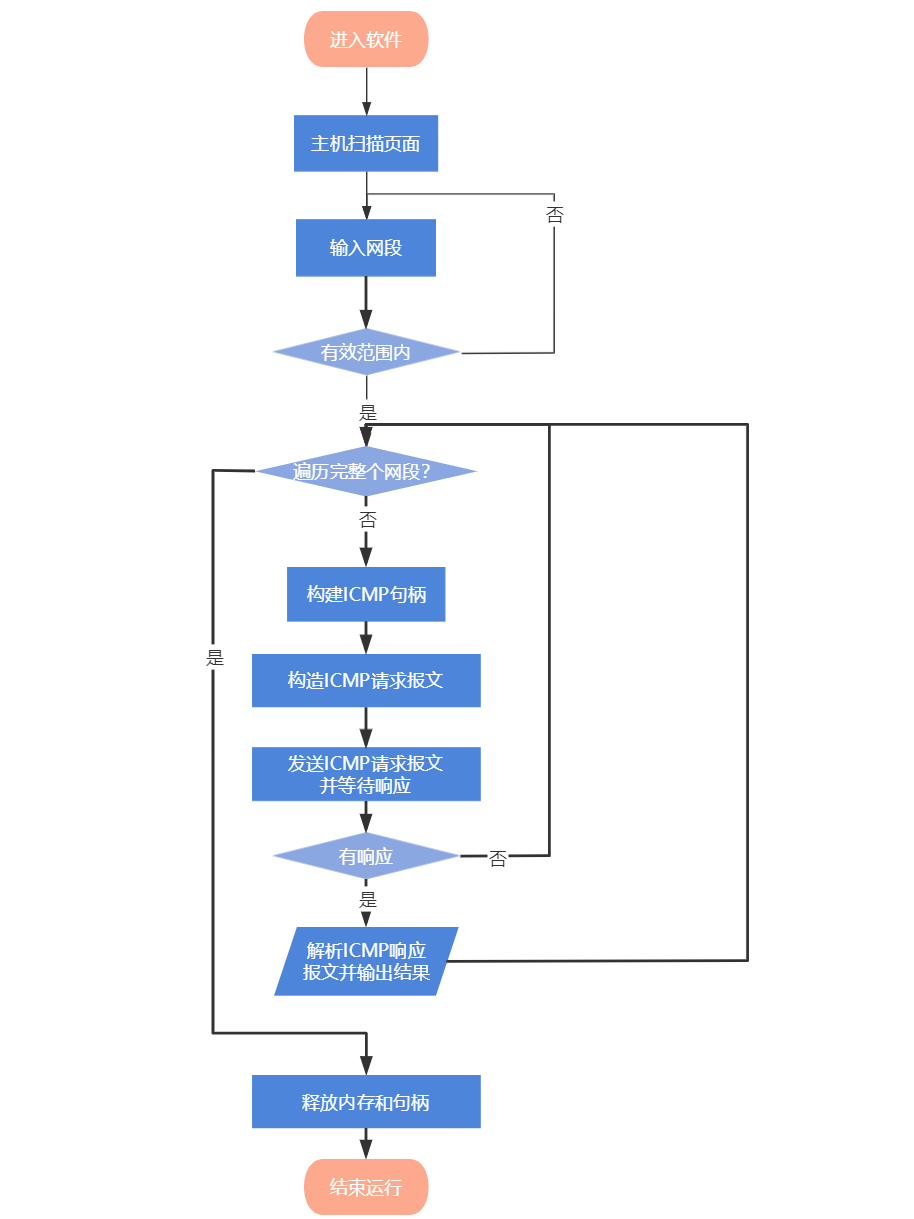 进入软件
主机扫描页面
否
输入网段
有效范围内
是
遍历完整个网段?
否
构建ICMP句柄
是
构造ICMP请求报文
发送ICMP请求报文
并等待响应
有响应
否
是
解析ICMP响应
报文并输出结果
释放内存和句柄
结束运行